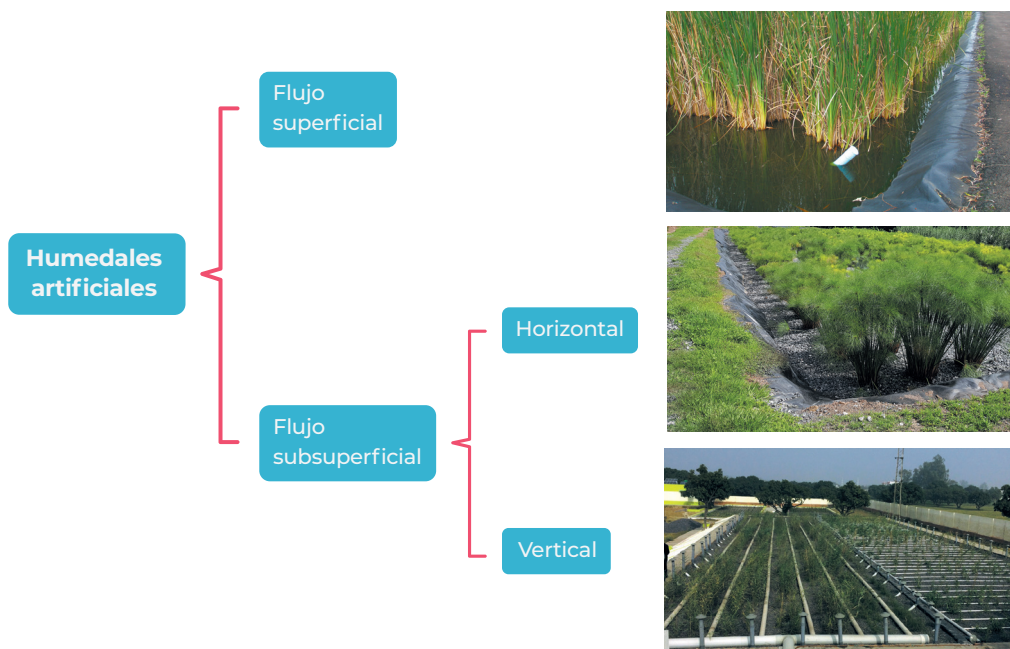 Flujo
superficial
Humedales
artificiales
Horizontal
Flujo
subsuperficial
Vertical